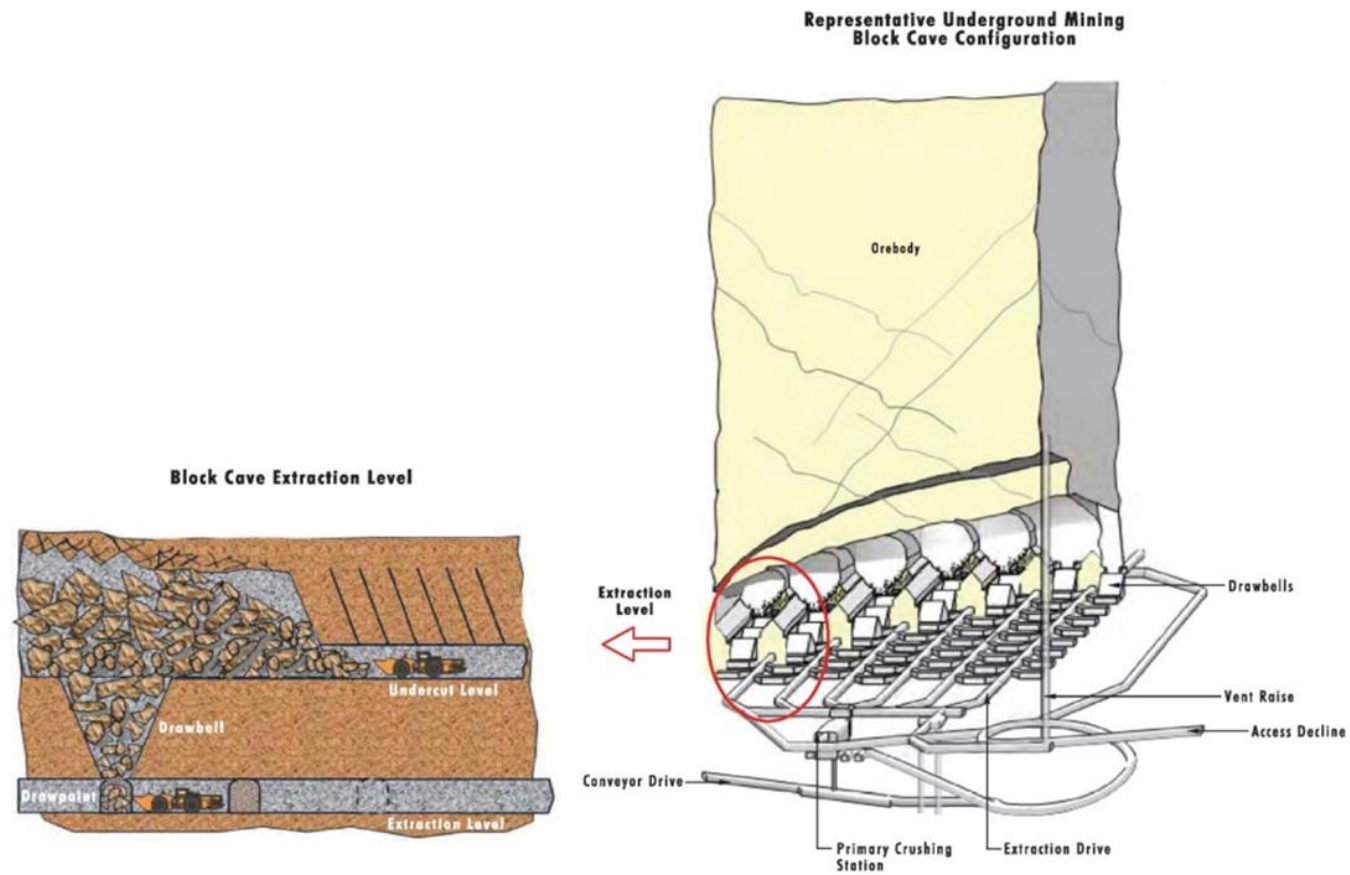 Representative Underground Mining
Block Cave Configuration
Orebody
Block Cave Extraction Level
Extraction
Level
Drawbells
Undercut Level
Drawbell
Vent Raise
Access Decline
Conveyor Drive
Drawpoint
Extraction Level
Primary Crushing
Station
Extraction Drive